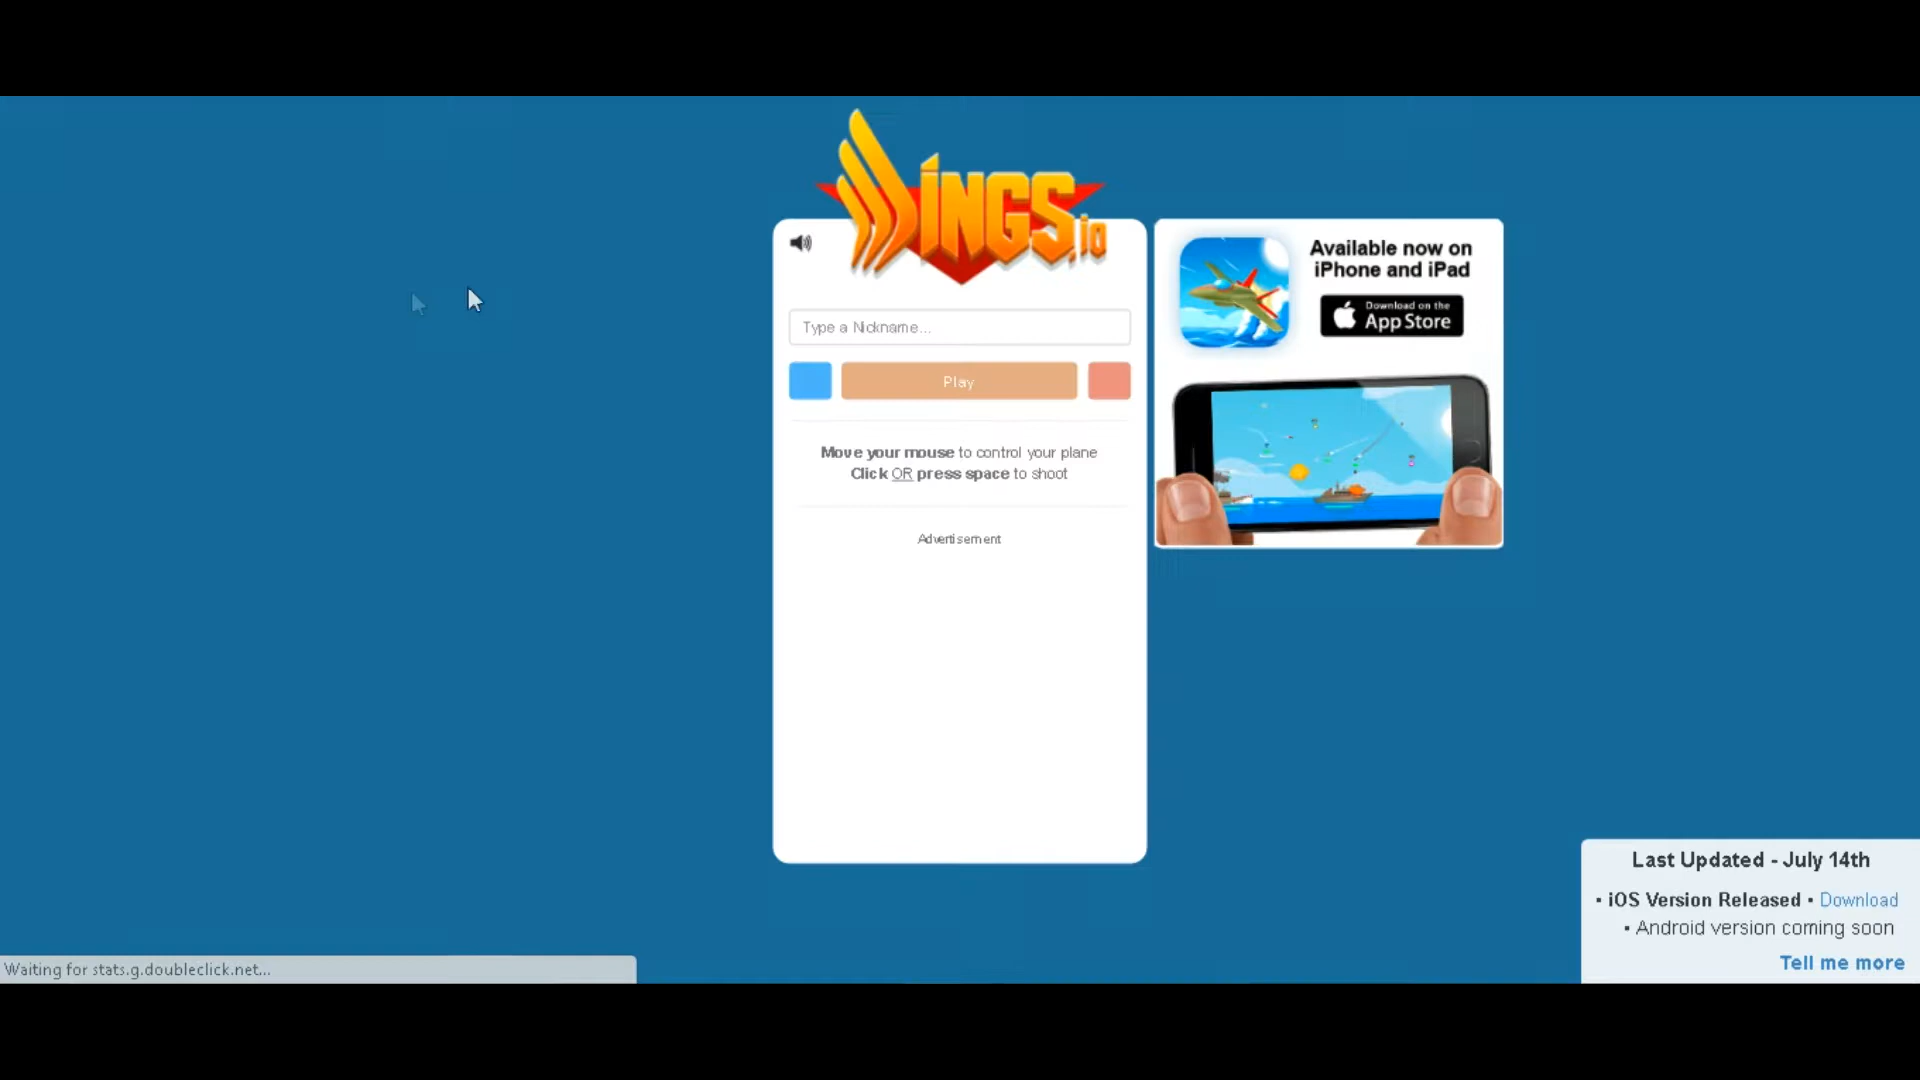 WINGS.io
Type a Nickname...
Play
Move your mouse to control your plane
Click OR press space to shoot
Advertisement
Available now on
iPhone and iPad
Download on the
App Store
Last Updated - July 14th
• iOS Version Released • Download
• Android version coming soon
Tell me more
Waiting for stats.g.doubleclick.net...